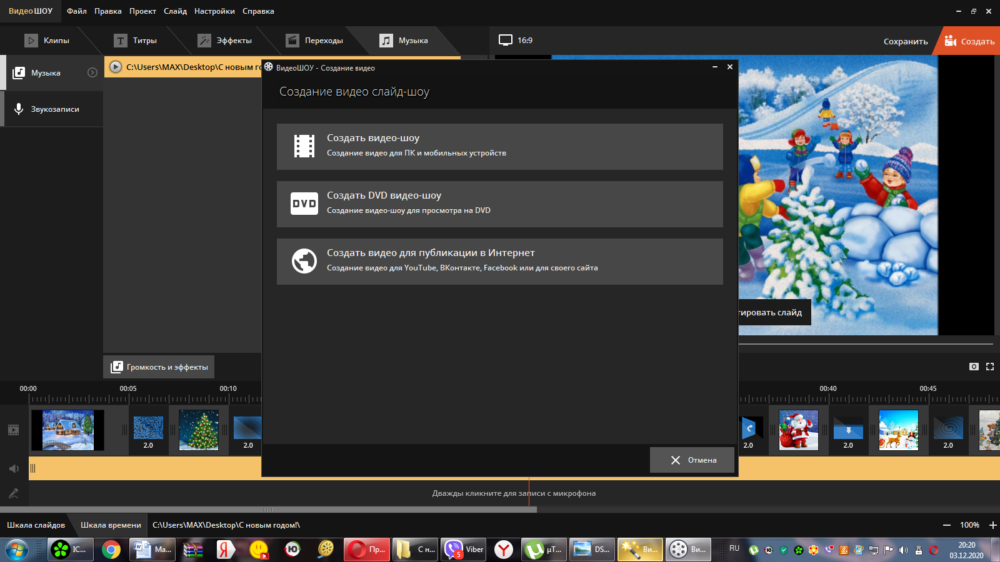 ВидеоШОУ Файл Правка Проект Слайд Настройки Справка
Клипы Титры Эффекты Переходы Музыка 16:9 Сохранить Создать
Музыка
Звукозаписи
C:\Users\MAX\Desktop\С новым го
ВидеоШОУ - Создание видео
Создание видео слайд-шоу
Создать видео-шоу
Создание видео для ПК и мобильных устройств
DVD
Создать DVD видео-шоу
Создание видео-шоу для просмотра на DVD
Создать видео для публикации в Интернет
Создание видео для YouTube, ВКонтакте, Facebook или для своего сайта
Отмена
тировать слайд
Громкость и эффекты
00:00 00:05 00:10 00:40 00:45
2.0 2.0 2.0 2.0 2.0
Дважды кликните для записи с микрофона
Шкала слайдов Шкала времени C:\Users\MAX\Desktop\С новым годом!\ 100%
IC... Ма... Пр... С н... 5 Viber µT... DS... Ви... Ви... RU 20:20
03.12.2020